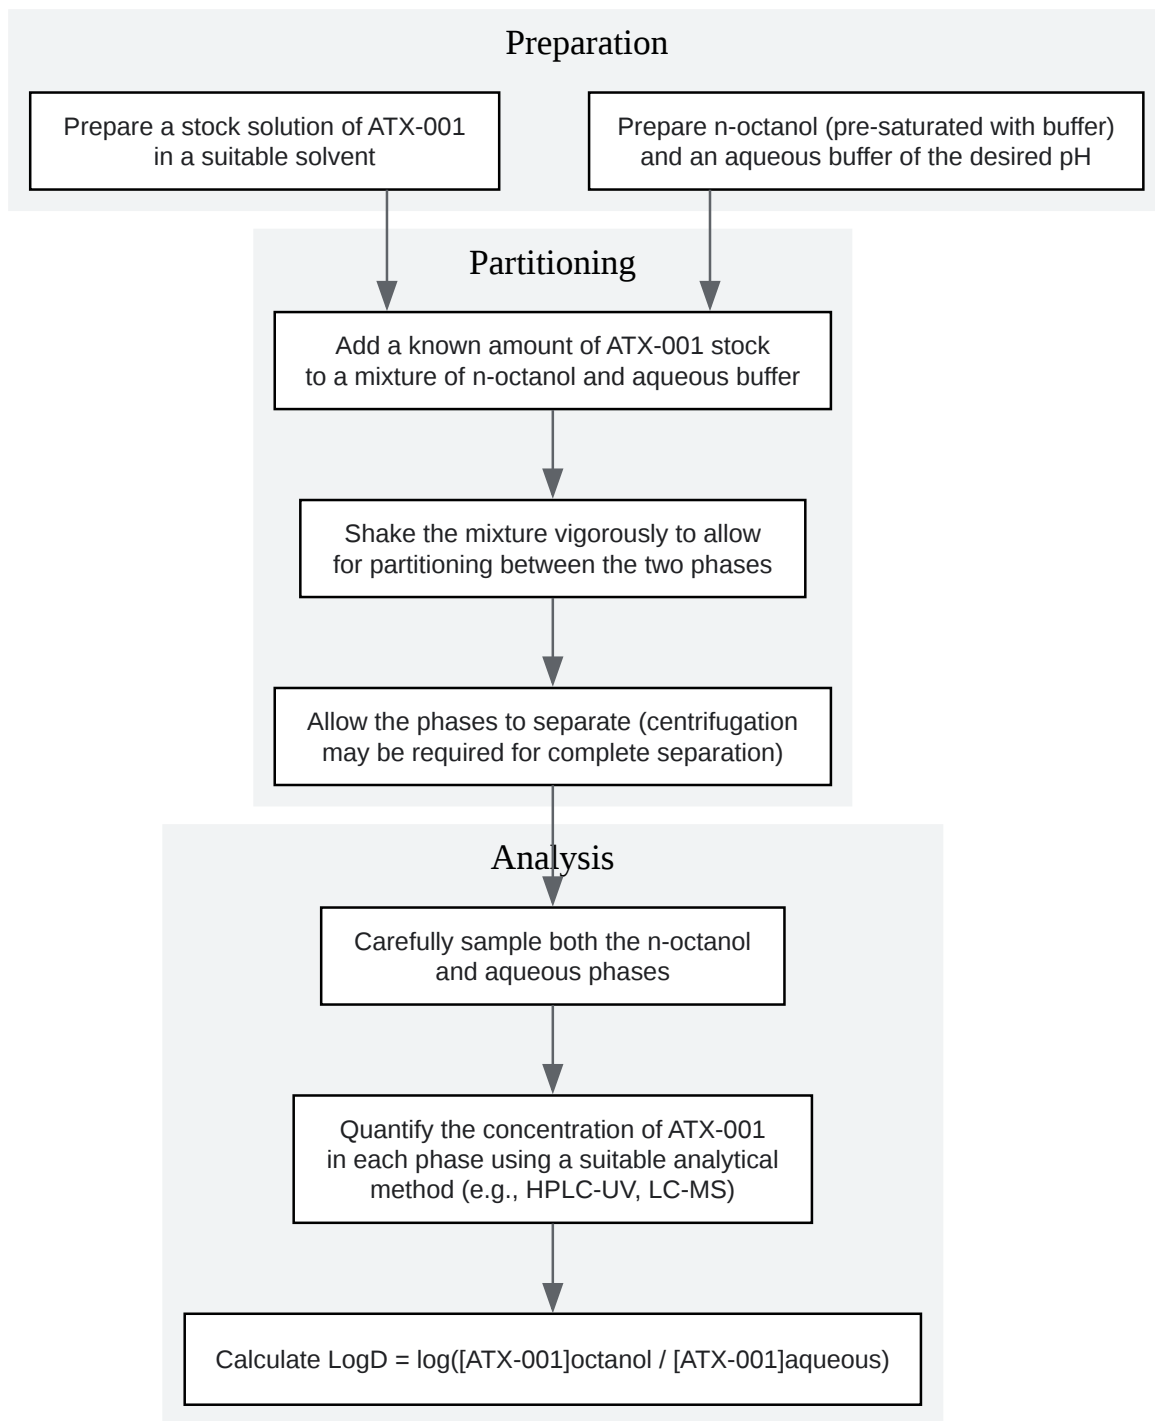 Preparation
Prepare a stock solution of ATX-001
in a suitable solvent
Prepare n-octanol (pre-saturated with buffer)
and an aqueous buffer of the desired pH
Partitioning
Add a known amount of ATX-001 stock
to a mixture of n-octanol and aqueous buffer
Shake the mixture vigorously to allow
for partitioning between the two phases
Allow the phases to separate (centrifugation
may be required for complete separation)
Analysis
Carefully sample both the n-octanol
and aqueous phases
Quantify the concentration of ATX-001
in each phase using a suitable analytical
method (e.g., HPLC-UV, LC-MS)
Calculate LogD = log([ATX-001]octanol / [ATX-001]aqueous)